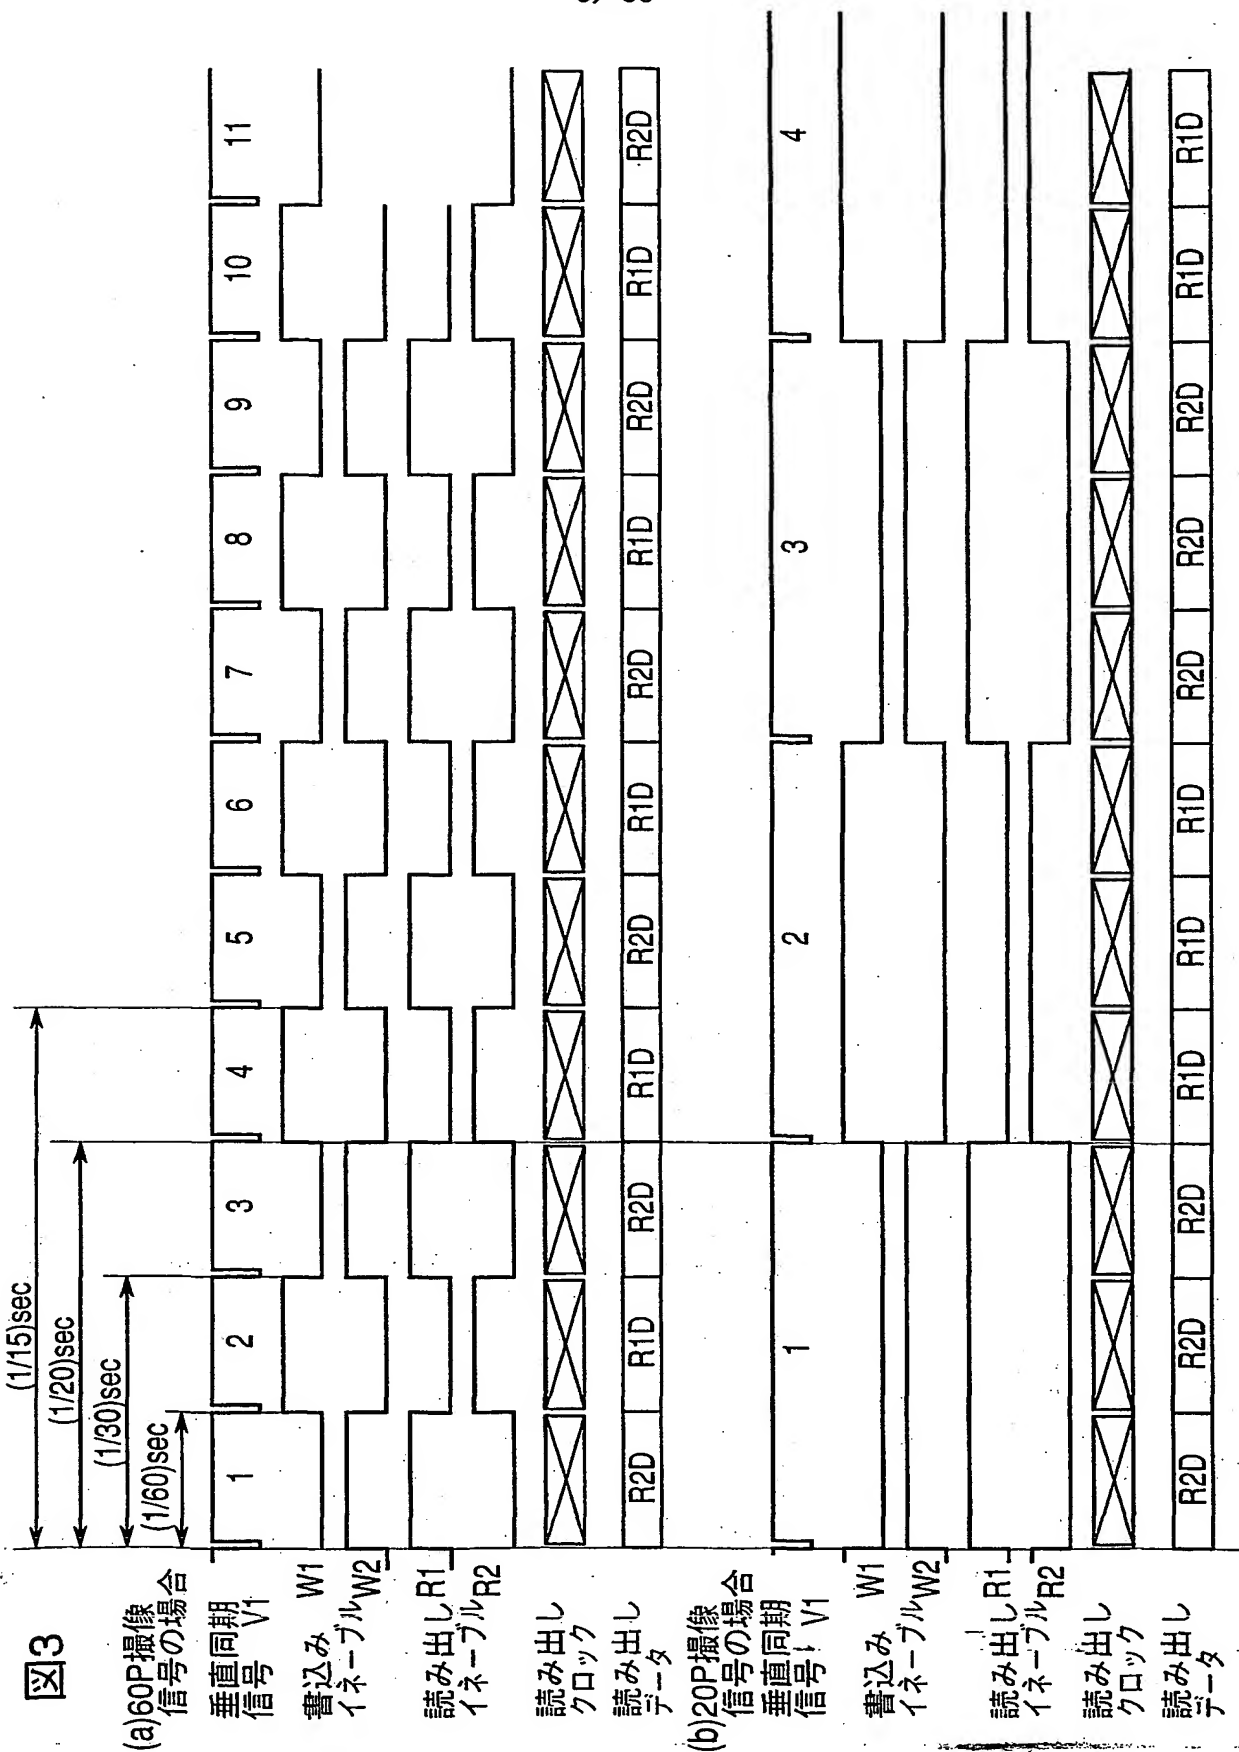 図3
(1/15)sec
(1/20)sec
(1/30)sec
(1/60)sec
(a)60P撮像
信号の場合
垂直同期
信号 V1
1 2 3 4 5 6 7 8 9 10 11
書込み
イネーブル
W1
W2
読み出し
イネーブル
R1
R2
読み出し
クロック
読み出し
データ
R2D R1D R2D R1D R2D R1D R2D R1D R2D R1D R2D
(b)20P撮像
信号の場合
垂直同期
信号 V1
1 2 3 4
書込み
イネーブル
W1
W2
読み出し
イネーブル
R1
R2
読み出し
クロック
読み出し
データ
R2D R2D R2D R1D R1D R1D R2D R2D R2D R1D R1D